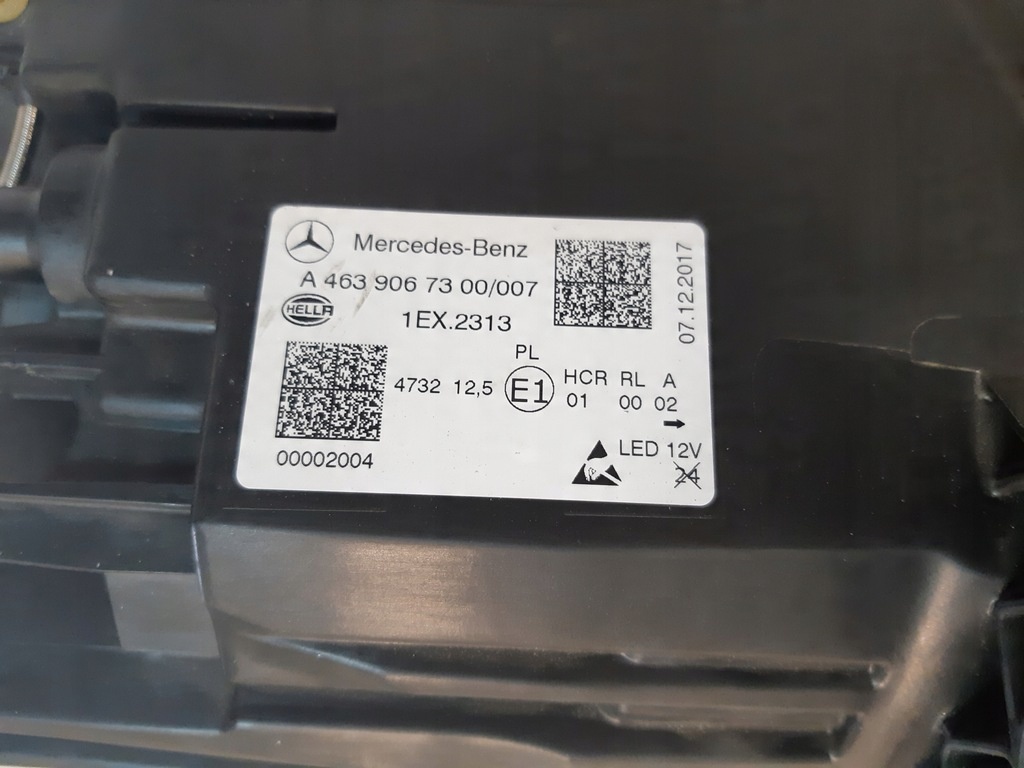 Mercedes-Benz
A 463 906 73 00/007
HELLA
1EX.2313
07.12.2017
PL
4732 12,5 E1 HCR RL A
01 00 02
00002004
LED 12V
24